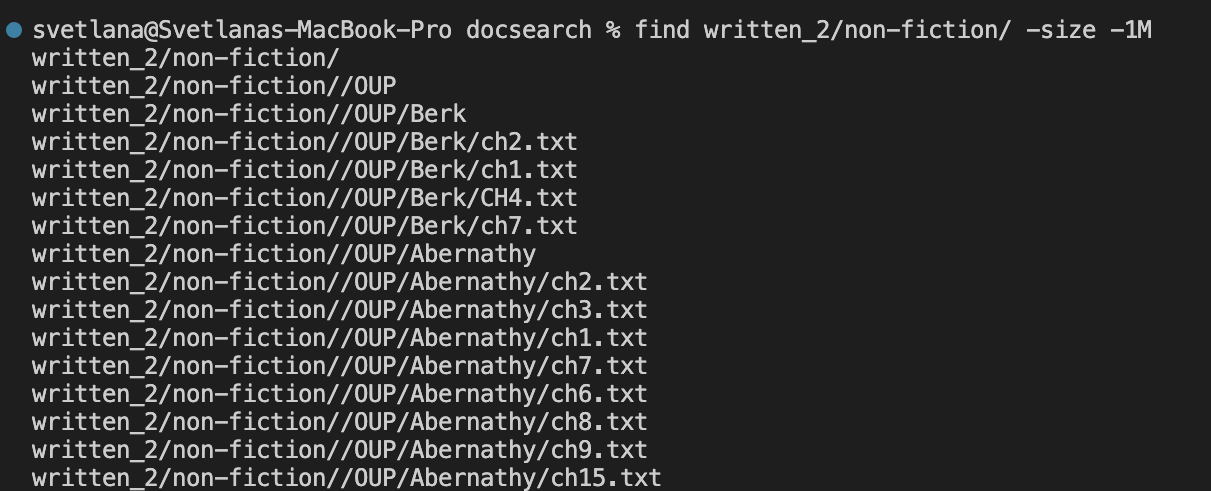 svetlana@Svetlanas-MacBook-Pro docsearch % find written_2/non-fiction/ -size -1M
written_2/non-fiction/
written_2/non-fiction//OUP
written_2/non-fiction//OUP/Berk
written_2/non-fiction//OUP/Berk/ch2.txt
written_2/non-fiction//OUP/Berk/ch1.txt
written_2/non-fiction//OUP/Berk/CH4.txt
written_2/non-fiction//OUP/Berk/ch7.txt
written_2/non-fiction//OUP/Abernathy
written_2/non-fiction//OUP/Abernathy/ch2.txt
written_2/non-fiction//OUP/Abernathy/ch3.txt
written_2/non-fiction//OUP/Abernathy/ch1.txt
written_2/non-fiction//OUP/Abernathy/ch7.txt
written_2/non-fiction//OUP/Abernathy/ch6.txt
written_2/non-fiction//OUP/Abernathy/ch8.txt
written_2/non-fiction//OUP/Abernathy/ch9.txt
written_2/non-fiction//OUP/Abernathy/ch15.txt